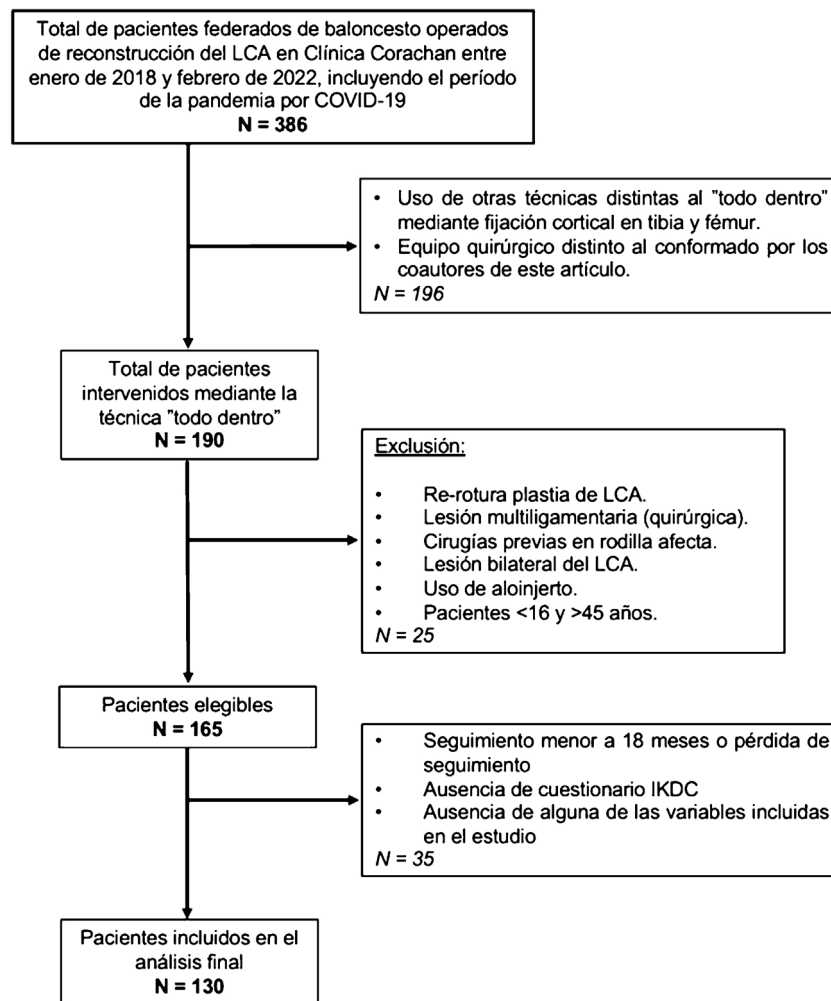 Total de pacientes federados de baloncesto operados
de reconstrucción del LCA en Clínica Corachan entre
enero de 2018 y febrero de 2022, incluyendo el período
de la pandemia por COVID-19
N = 386
• Uso de otras técnicas distintas al "todo dentro"
mediante fijación cortical en tibia y fémur.
• Equipo quirúrgico distinto al conformado por los
coautores de este artículo.
N = 196
Total de pacientes
intervenidos mediante la
técnica "todo dentro"
N = 190
Exclusión:
• Re-rotura plastia de LCA.
• Lesión multiligamentaria (quirúrgica).
• Cirugías previas en rodilla afecta.
• Lesión bilateral del LCA.
• Uso de aloinjerto.
• Pacientes <16 y >45 años.
N = 25
Pacientes elegibles
N = 165
• Seguimiento menor a 18 meses o pérdida de
seguimiento
• Ausencia de cuestionario IKDC
• Ausencia de alguna de las variables incluidas
en el estudio
N = 35
Pacientes incluidos en el
análisis final
N = 130